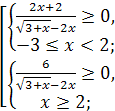 [ { (2x+2)/(√(3+x)−2x) ≥ 0,
−3 ≤ x < 2;
{ 6/(√(3+x)−2x) ≥ 0,
x ≥ 2;